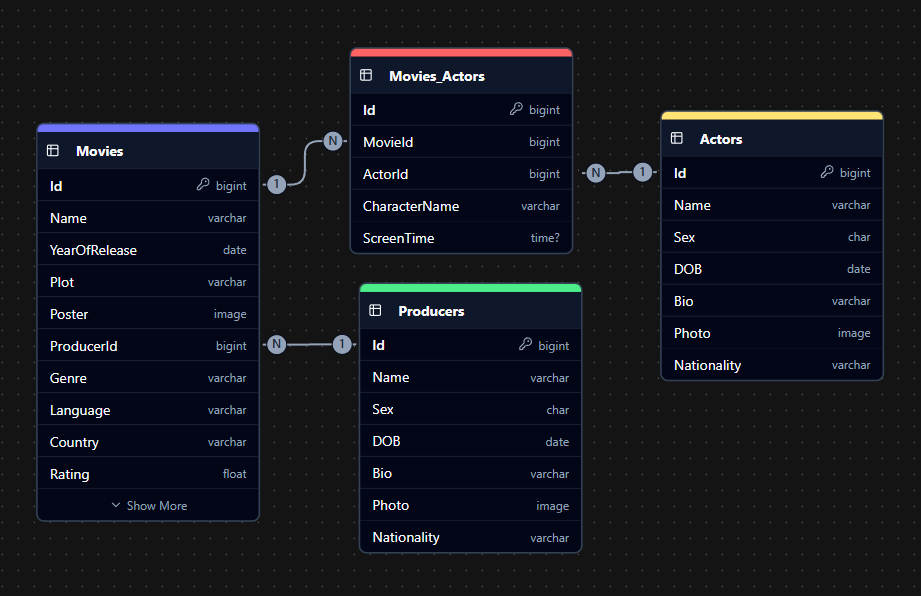 Movies
Id bigint
Name varchar
YearOfRelease date
Plot varchar
Poster image
ProducerId bigint
Genre varchar
Language varchar
Country varchar
Rating float
Show More
1
N
N
1
Movies_Actors
Id bigint
MovieId bigint
ActorId bigint
CharacterName varchar
ScreenTime time?
Producers
Id bigint
Name varchar
Sex char
DOB date
Bio varchar
Photo image
Nationality varchar
N
1
Actors
Id bigint
Name varchar
Sex char
DOB date
Bio varchar
Photo image
Nationality varchar